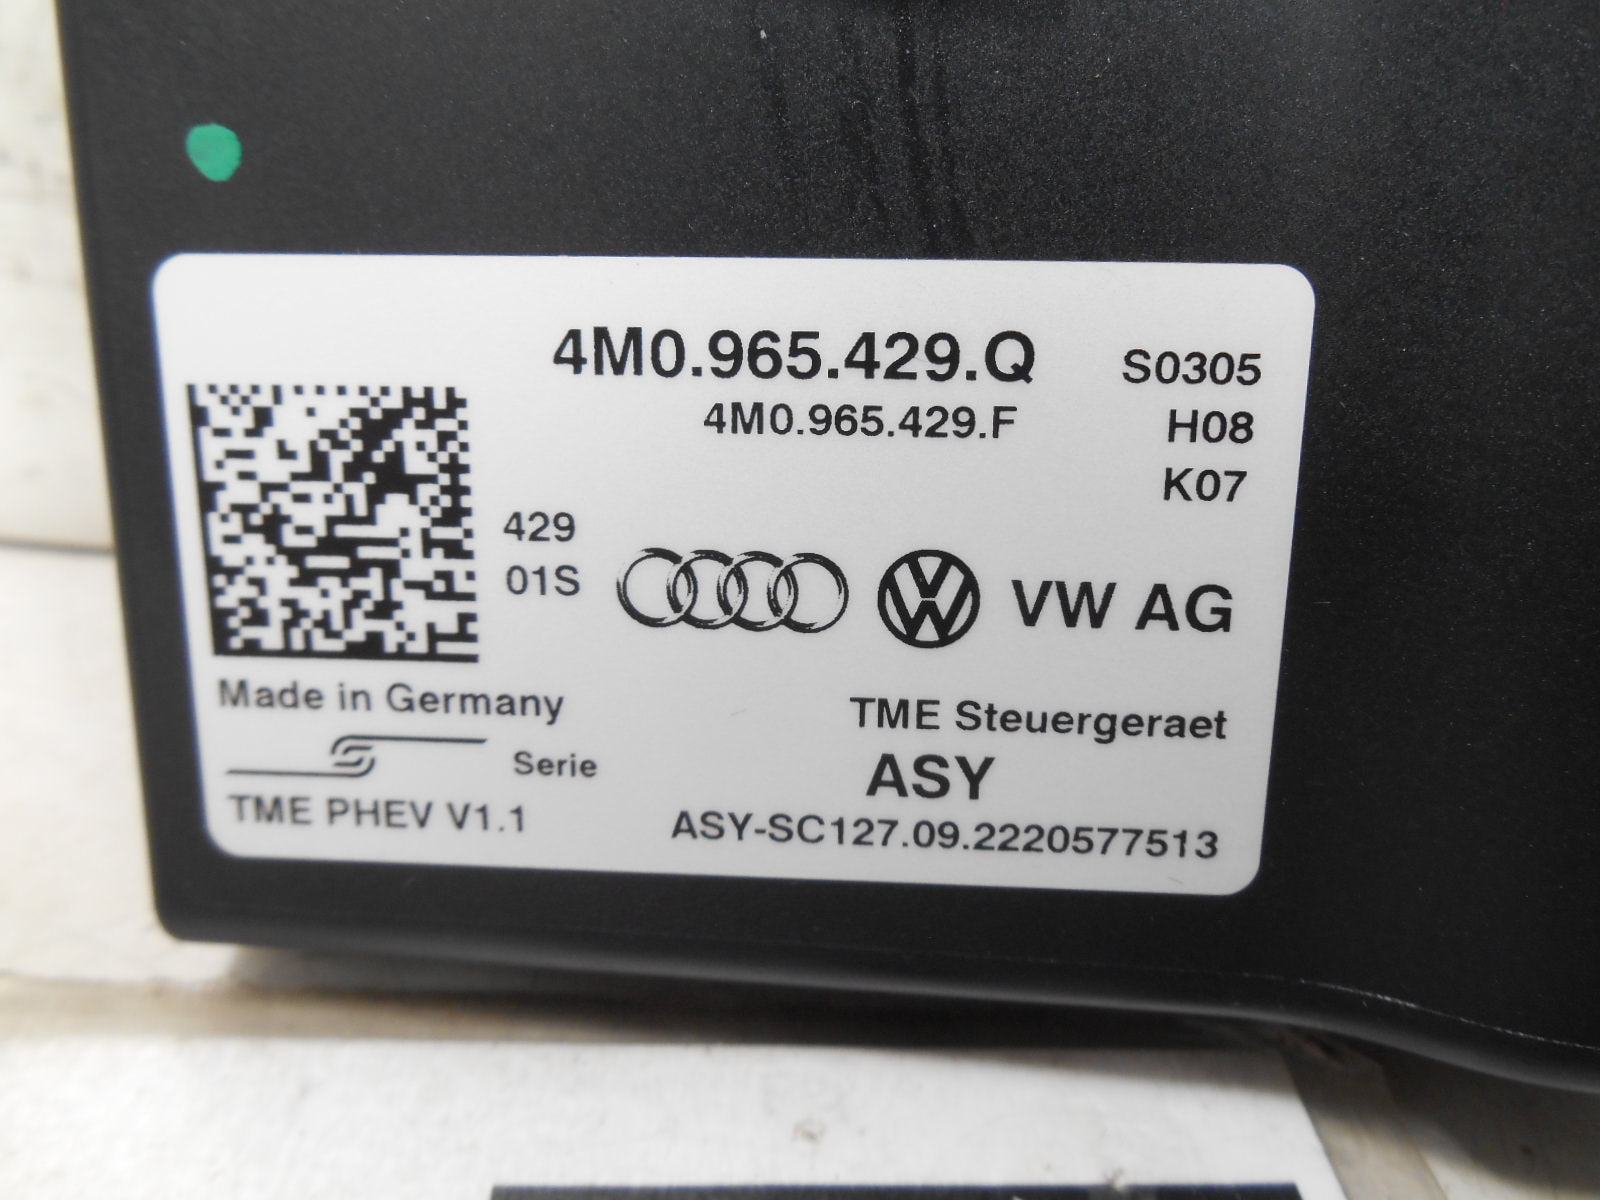 4M0.965.429.Q
S0305
4M0.965.429.F
H08
K07
429
01S
VW AG
Made in Germany
TME Steuergeraet
Serie
ASY
TME PHEV V1.1
ASY-SC127.09.2220577513